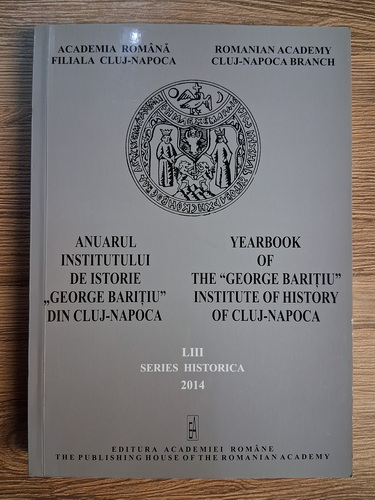 ACADEMIA ROMÂNĂ
FILIALA CLUJ-NAPOCA
ROMANIAN ACADEMY
CLUJ-NAPOCA BRANCH
ANUARUL
INSTITUTULUI
DE ISTORIE
„GEORGE BARIȚIU”
DIN CLUJ-NAPOCA
YEARBOOK
OF
THE “GEORGE BARIȚIU”
INSTITUTE OF HISTORY
OF CLUJ-NAPOCA
LIII
SERIES HISTORICA
2014
EDITURA ACADEMIEI ROMÂNE
THE PUBLISHING HOUSE OF THE ROMANIAN ACADEMY